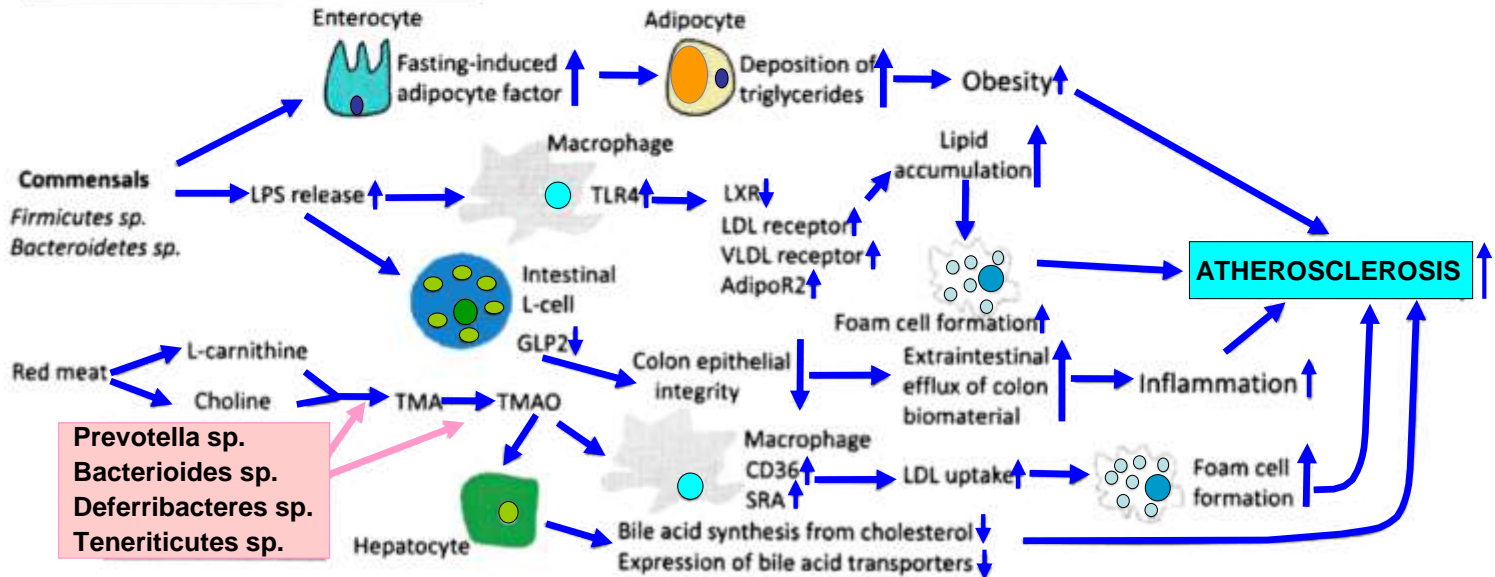 Enterocyte
Fasting-induced
adipocyte factor
Adipocyte
Deposition of
triglycerides
Obesity
Commensals
Firmicutes sp.
Bacteroidetes sp.
LPS release
Macrophage
TLR4
LXR
LDL receptor
VLDL receptor
AdipoR2
Lipid
accumulation
Foam cell formation
ATHEROSCLEROSIS
Intestinal
L-cell
GLP2
Colon epithelial
integrity
Extraintestinal
efflux of colon
biomaterial
Inflammation
Red meat
L-carnithine
Choline
TMA
TMAO
Prevotella sp.
Bacterioides sp.
Deferribacteres sp.
Teneriticutes sp.
Macrophage
CD36
SRA
LDL uptake
Foam cell
formation
Hepatocyte
Bile acid synthesis from cholesterol
Expression of bile acid transporters